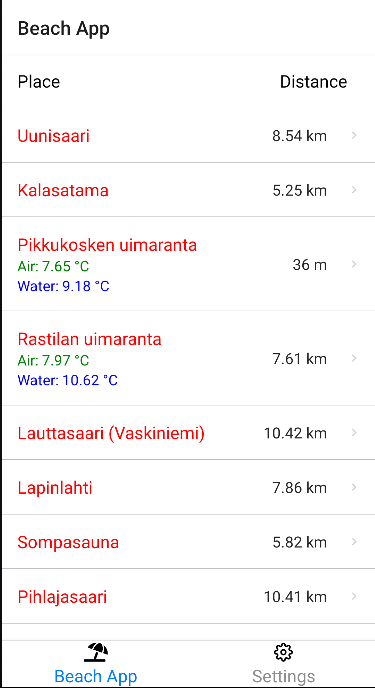 Beach App
Place Distance
Uunisaari 8.54 km
Kalasatama 5.25 km
Pikkukosken uimaranta
Air: 7.65 °C
36 m
Water: 9.18 °C
Rastilan uimaranta
Air: 7.97 °C
7.61 km
Water: 10.62 °C
Lauttasaari (Vaskiniemi) 10.42 km
Lapinlahti 7.86 km
Sompasauna 5.82 km
Pihlajasaari 10.41 km
Beach App Settings